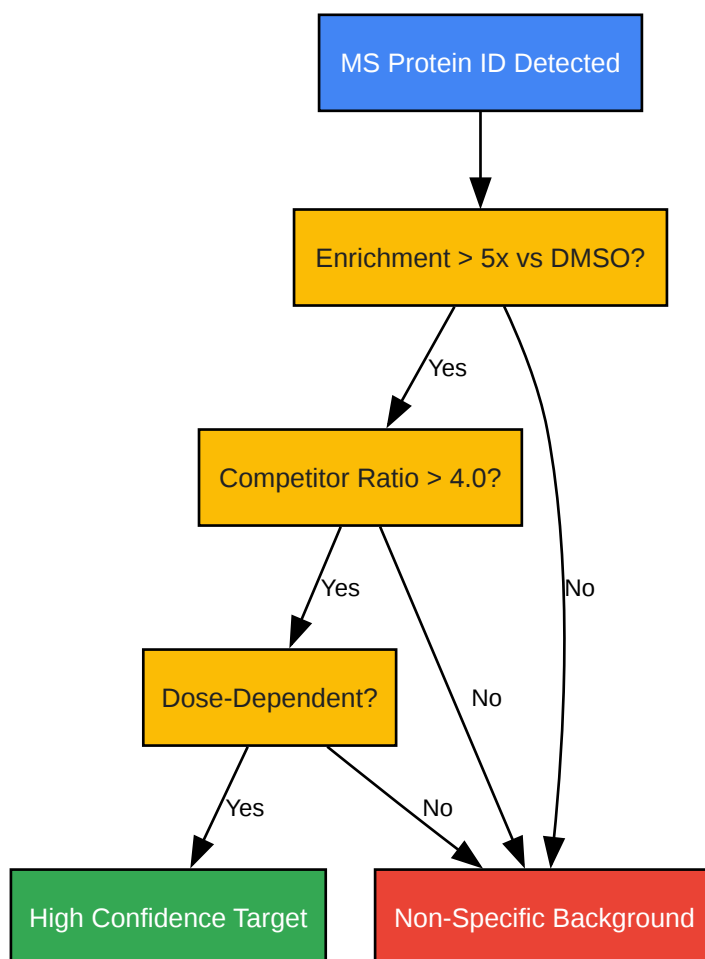 MS Protein ID Detected
Enrichment > 5x vs DMSO?
Yes
Competitor Ratio > 4.0?
No
Yes
Dose-Dependent?
No
Yes
No
High Confidence Target
Non-Specific Background